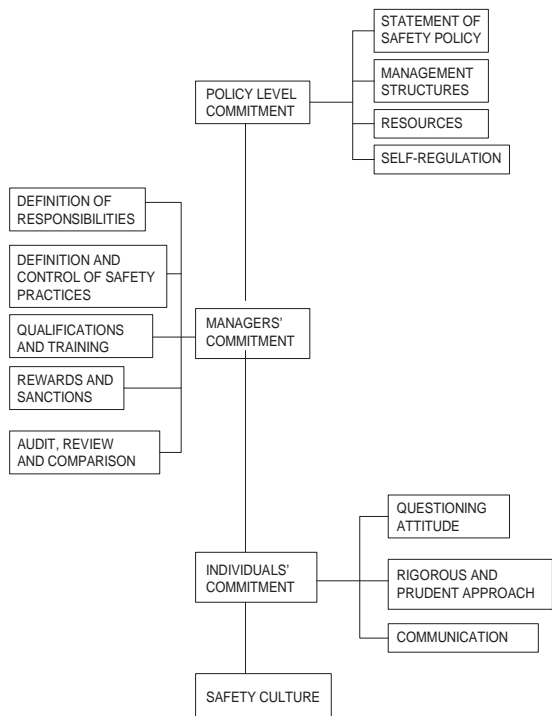 STATEMENT OF
SAFETY POLICY
MANAGEMENT
STRUCTURES
RESOURCES
SELF-REGULATION
POLICY LEVEL
COMMITMENT
DEFINITION OF
RESPONSIBILITIES
DEFINITION AND
CONTROL OF SAFETY
PRACTICES
QUALIFICATIONS
AND TRAINING
REWARDS AND
SANCTIONS
AUDIT, REVIEW
AND COMPARISON
MANAGERS’
COMMITMENT
QUESTIONING
ATTITUDE
RIGOROUS AND
PRUDENT APPROACH
COMMUNICATION
INDIVIDUALS’
COMMITMENT
SAFETY CULTURE